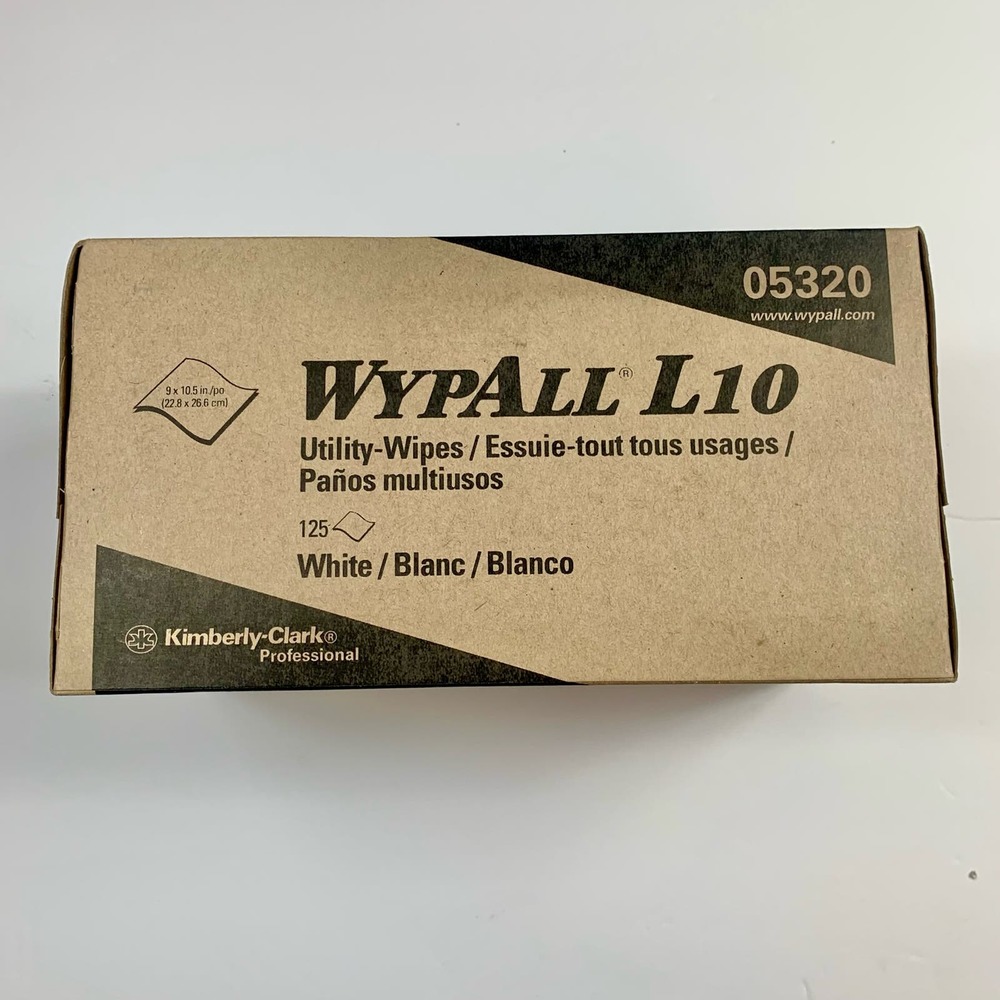 05320
www.wypall.com
9 x 10.5 in./po
(22.8 x 26.6 cm)
WYPALL® L10
Utility-Wipes / Essuie-tout tous usages /
Paños multiusos
125
White / Blanc / Blanco
Kimberly-Clark®
Professional